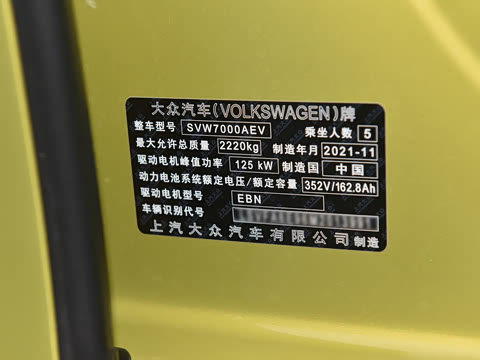 大众汽车(VOLKSWAGEN)牌
整车型号 SVW7000AEV 乘坐人数 5
最大允许总质量 2220kg 制造年月 2021-11
驱动电机峰值功率 125 kW 制造国 中国
动力电池系统额定电压/额定容量 352V/162.8Ah
驱动电机型号 EBN
车辆识别代号
上汽大众汽车有限公司 制造